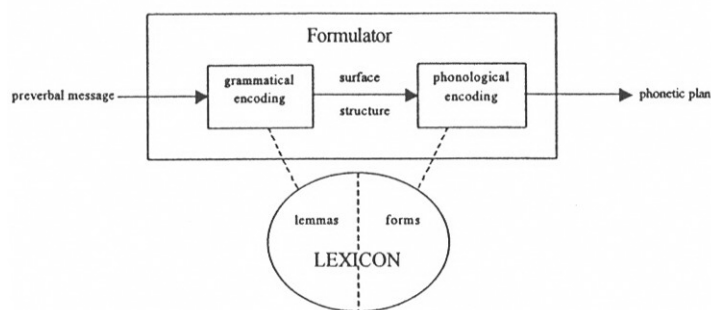 Formulator
preverbal message
grammatical
encoding
surface
structure
phonological
encoding
phonetic plan
lemmas
forms
LEXICON